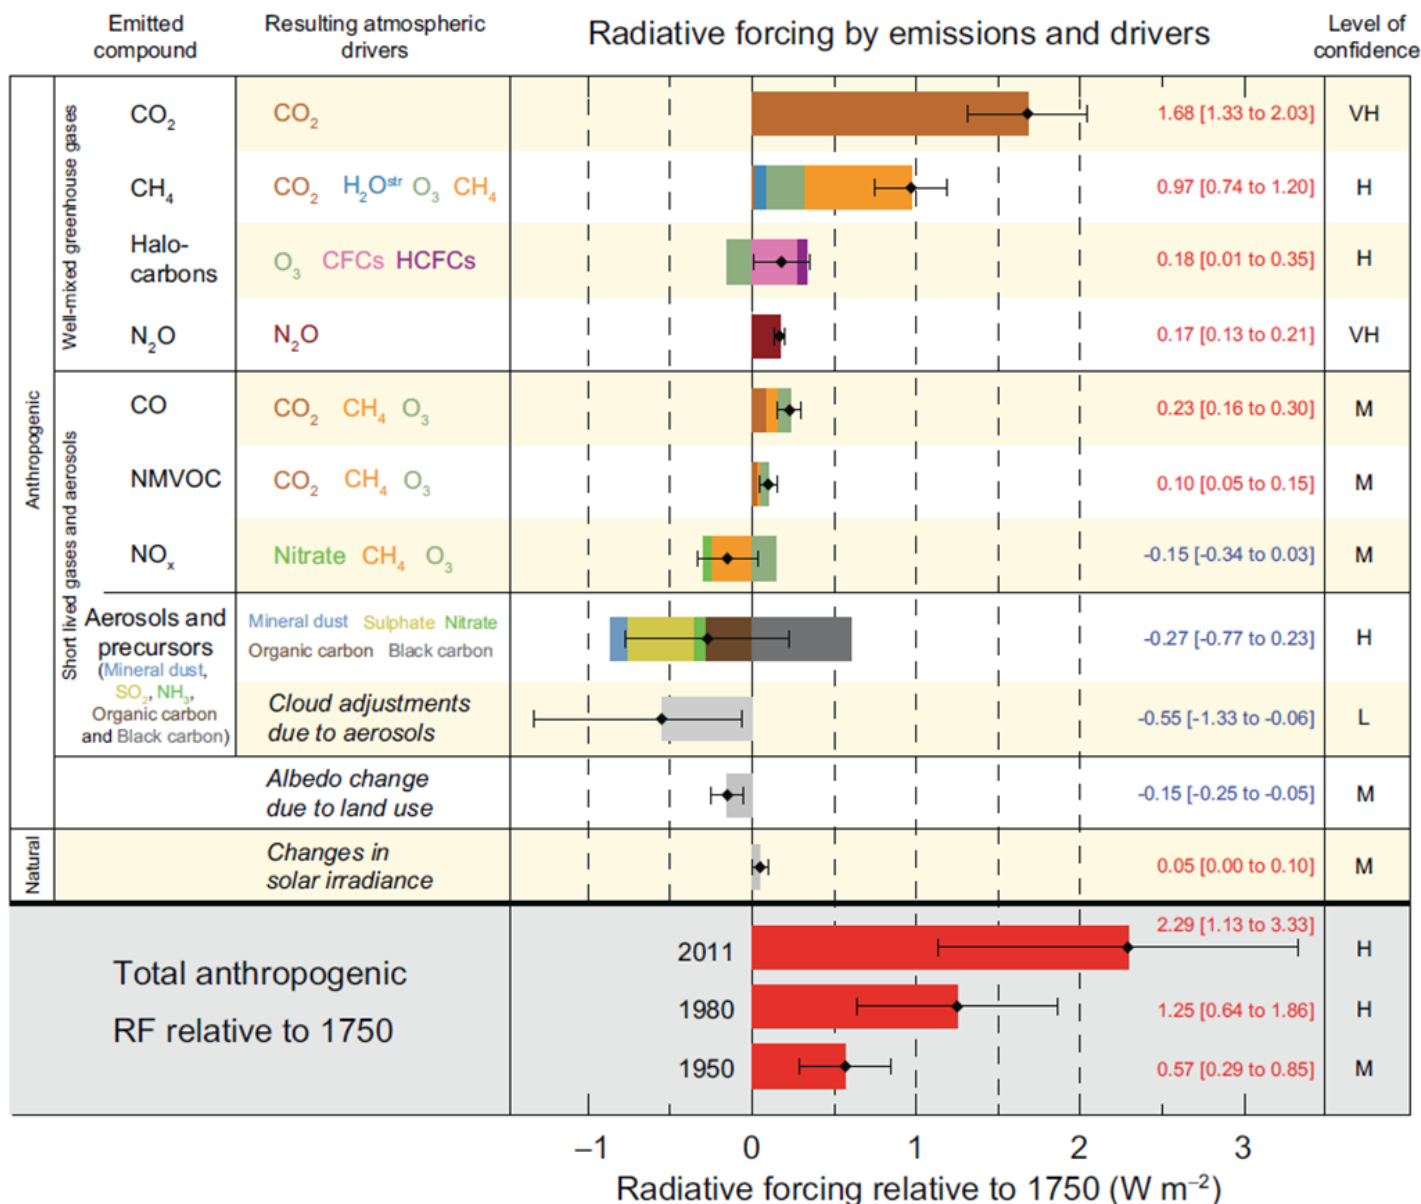 Emitted compound
Resulting atmospheric drivers
Radiative forcing by emissions and drivers
Level of confidence
Anthropogenic
Well-mixed greenhouse gases
CO₂
CO₂
1.68 [1.33 to 2.03]
VH
CH₄
CO₂ H₂Oˢᵗʳ O₃ CH₄
0.97 [0.74 to 1.20]
H
Halo-
carbons
O₃ CFCs HCFCs
0.18 [0.01 to 0.35]
H
N₂O
N₂O
0.17 [0.13 to 0.21]
VH
Short lived gases and aerosols
CO
CO₂ CH₄ O₃
0.23 [0.16 to 0.30]
M
NMVOC
CO₂ CH₄ O₃
0.10 [0.05 to 0.15]
M
NOₓ
Nitrate CH₄ O₃
-0.15 [-0.34 to 0.03]
M
Aerosols and
precursors
(Mineral dust,
SO₂, NH₃,
Organic carbon
and Black carbon)
Mineral dust Sulphate Nitrate
Organic carbon Black carbon
-0.27 [-0.77 to 0.23]
H
Cloud adjustments
due to aerosols
-0.55 [-1.33 to -0.06]
L
Albedo change
due to land use
-0.15 [-0.25 to -0.05]
M
Natural
Changes in
solar irradiance
0.05 [0.00 to 0.10]
M
Total anthropogenic
RF relative to 1750
2011
2.29 [1.13 to 3.33]
H
1980
1.25 [0.64 to 1.86]
H
1950
0.57 [0.29 to 0.85]
M
−1 0 1 2 3
Radiative forcing relative to 1750 (W m⁻²)